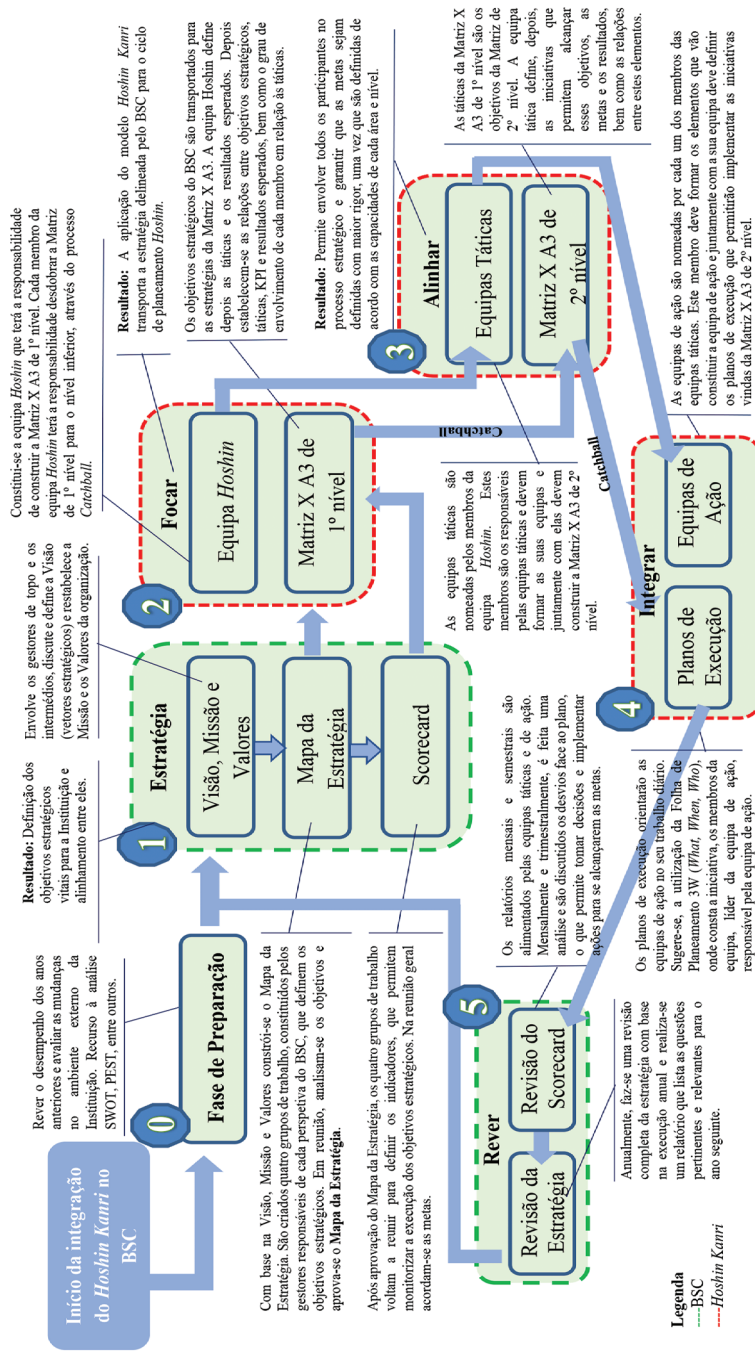 Início da integração
do Hoshin Kanri no
BSC
Rever o desempenho dos anos
anteriores e avaliar as mudanças
no ambiente externo da
Instituição. Recurso à análise
SWOT, PEST, entre outros.
0
Fase de Preparação
Resultado: Definição dos
objetivos estratégicos
vitais para a Instituição e
alinhamento entre eles.
Envolve os gestores de topo e os
intermédios, discute e define a Visão
(vetores estratégicos) e restabelece a
Missão e os Valores da organização.
1
Estratégia
Visão, Missão e
Valores
Mapa da
Estratégia
Scorecard
Com base na Visão, Missão e Valores constrói-se o Mapa da
Estratégia. São criados quatro grupos de trabalho, constituídos pelos
gestores responsáveis de cada perspetiva do BSC, que definem os
objetivos estratégicos. Em reunião, analisam-se os objetivos e
aprova-se o Mapa da Estratégia.
Após aprovação do Mapa da Estratégia, os quatro grupos de trabalho
voltam a reunir para definir os indicadores, que permitem
monitorizar a execução dos objetivos estratégicos. Na reunião geral
acordam-se as metas.
Constitui-se a equipa Hoshin que terá a responsabilidade
de construir a Matriz X A3 de 1º nível. Cada membro da
equipa Hoshin terá a responsabilidade desdobrar a Matriz
de 1º nível para o nível inferior, através do processo
Catchball.
2
Focar
Equipa Hoshin
Matriz X A3 de
1º nível
Resultado: A aplicação do modelo Hoshin Kanri
transporta a estratégia delineada pelo BSC para o ciclo
de planeamento Hoshin.
Os objetivos estratégicos do BSC são transportados para
as estratégias da Matriz X A3. A equipa Hoshin define
depois as táticas e os resultados esperados. Depois
estabelecem-se as relações entre objetivos estratégicos,
táticas, KPI e resultados esperados, bem como o grau de
envolvimento de cada membro em relação às táticas.
Catchball
Resultado: Permite envolver todos os participantes no
processo estratégico e garantir que as metas sejam
definidas com maior rigor, uma vez que são definidas de
acordo com as capacidades de cada área e nível.
3
Alinhar
Equipas Táticas
Matriz X A3 de
2º nível
As equipas táticas são
nomeadas pelos membros da
equipa Hoshin. Estes
membros são os responsáveis
pelas equipas táticas e devem
formar as suas equipas e
juntamente com elas devem
construir a Matriz X A3 de 2º
nível.
As táticas da Matriz X
A3 de 1º nível são os
objetivos da Matriz de
2º nível. A equipa
tática define, depois,
as iniciativas que
permitem alcançar
esses objetivos, as
metas e os resultados,
bem como as relações
entre estes elementos.
Catchball
4
Integrar
Planos de
Execução
Equipas de
Ação
As equipas de ação são nomeadas por cada um dos membros das
equipas táticas. Este membro deve formar os elementos que vão
constituir a equipa de ação e juntamente com a sua equipa deve definir
os planos de execução que permitirão implementar as iniciativas
vindas da Matriz X A3 de 2º nível.
Os planos de execução orientarão as
equipas de ação no seu trabalho diário.
Sugere-se, a utilização da Folha de
Planeamento 3W (What, When, Who),
onde consta a iniciativa, os membros da
equipa, líder da equipa de ação,
responsável pela equipa de ação.
Os relatórios mensais e semestrais são
alimentados pelas equipas táticas e de ação.
Mensalmente e trimestralmente, é feita uma
análise e são discutidos os desvios face ao plano,
o que permite tomar decisões e implementar
ações para se alcançarem as metas.
5
Rever
Revisão da
Estratégia
Revisão do
Scorecard
Anualmente, faz-se uma revisão
completa da estratégia com base
na execução anual e realiza-se
um relatório que lista as questões
pertinentes e relevantes para o
ano seguinte.
Legenda
BSC
Hoshin Kanri